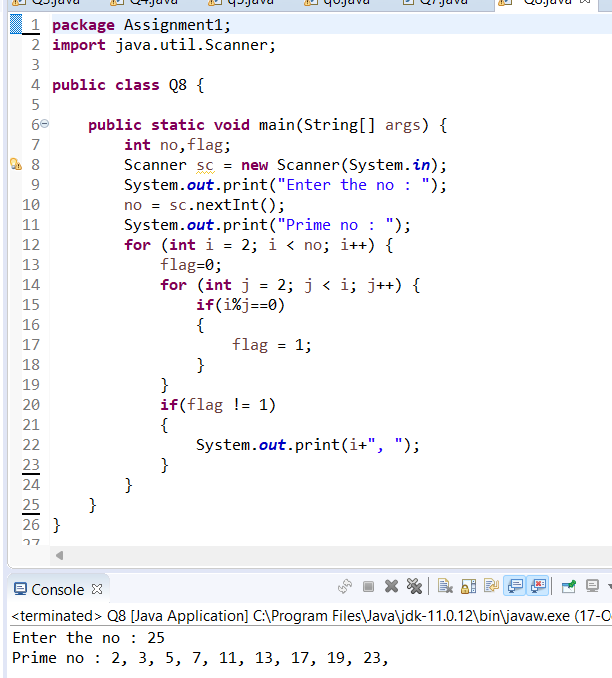 Q4.java q5.java q6.java Q7.java Q8.java
1 package Assignment1;
2 import java.util.Scanner;
3
4 public class Q8 {
5
6 public static void main(String[] args) {
7 int no,flag;
8 Scanner sc = new Scanner(System.in);
9 System.out.print("Enter the no : ");
10 no = sc.nextInt();
11 System.out.print("Prime no : ");
12 for (int i = 2; i < no; i++) {
13 flag=0;
14 for (int j = 2; j < i; j++) {
15 if(i%j==0)
16 {
17 flag = 1;
18 }
19 }
20 if(flag != 1)
21 {
22 System.out.print(i+", ");
23 }
24 }
25 }
26 }
27
Console
<terminated> Q8 [Java Application] C:\Program Files\Java\jdk-11.0.12\bin\javaw.exe (17-O
Enter the no : 25
Prime no : 2, 3, 5, 7, 11, 13, 17, 19, 23,